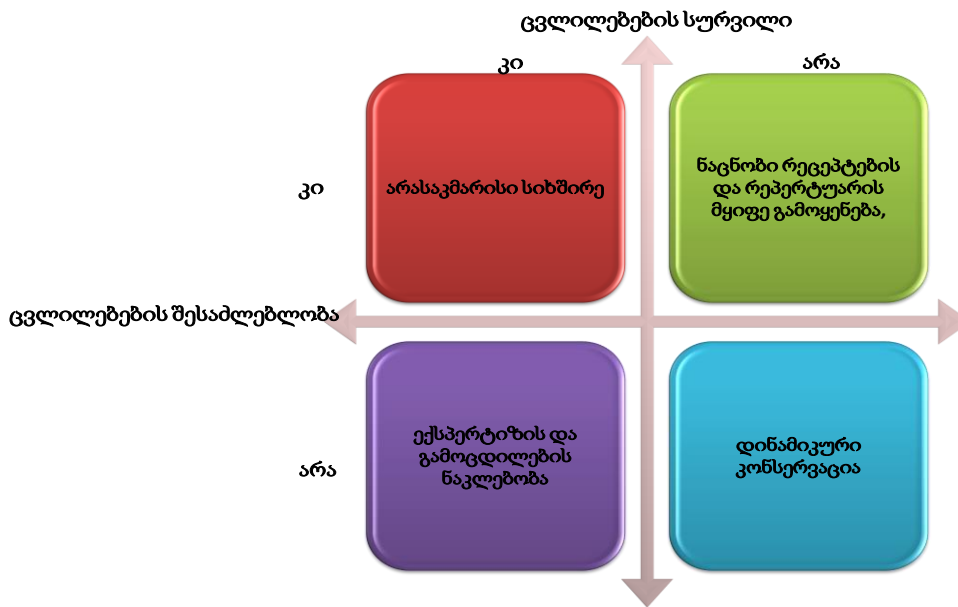 ცვლილებების სურვილი
კი
არა
კი
არასაკმარისი სიხშირე
ნაცნობი რეცეპტების
და რეპერტუარის
მყიფე გამოყენება,
ცვლილებების შესაძლებლობა
არა
ექსპერტიზის და
გამოცდილების
ნაკლებობა
დინამიკური
კონსერვაცია